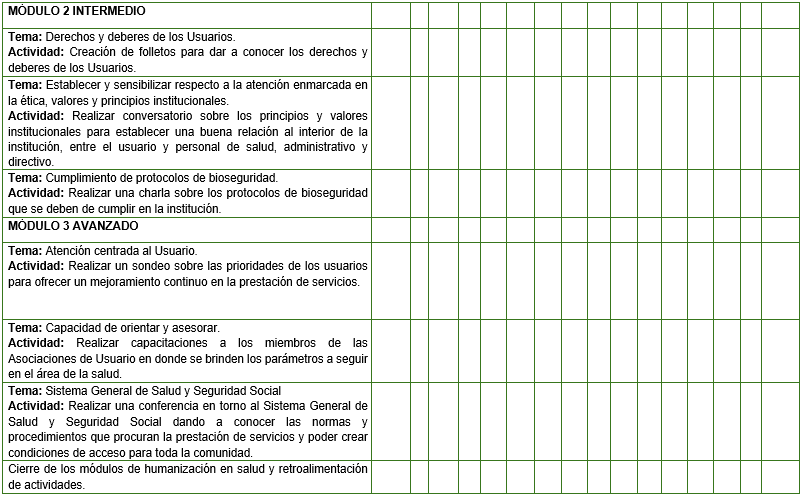 MÓDULO 2 INTERMEDIO
Tema: Derechos y deberes de los Usuarios.
Actividad: Creación de folletos para dar a conocer los derechos y
deberes de los Usuarios.
Tema: Establecer y sensibilizar respecto a la atención enmarcada en
la ética, valores y principios institucionales.
Actividad: Realizar conversatorio sobre los principios y valores
institucionales para establecer una buena relación al interior de la
institución, entre el usuario y personal de salud, administrativo y
directivo.
Tema: Cumplimiento de protocolos de bioseguridad.
Actividad: Realizar una charla sobre los protocolos de bioseguridad
que se deben de cumplir en la institución.
MÓDULO 3 AVANZADO
Tema: Atención centrada al Usuario.
Actividad: Realizar un sondeo sobre las prioridades de los usuarios
para ofrecer un mejoramiento continuo en la prestación de servicios.
Tema: Capacidad de orientar y asesorar.
Actividad: Realizar capacitaciones a los miembros de las
Asociaciones de Usuario en donde se brinden los parámetros a seguir
en el área de la salud.
Tema: Sistema General de Salud y Seguridad Social
Actividad: Realizar una conferencia en torno al Sistema General de
Salud y Seguridad Social dando a conocer las normas y
procedimientos que procuran la prestación de servicios y poder crear
condiciones de acceso para toda la comunidad.
Cierre de los módulos de humanización en salud y retroalimentación
de actividades.